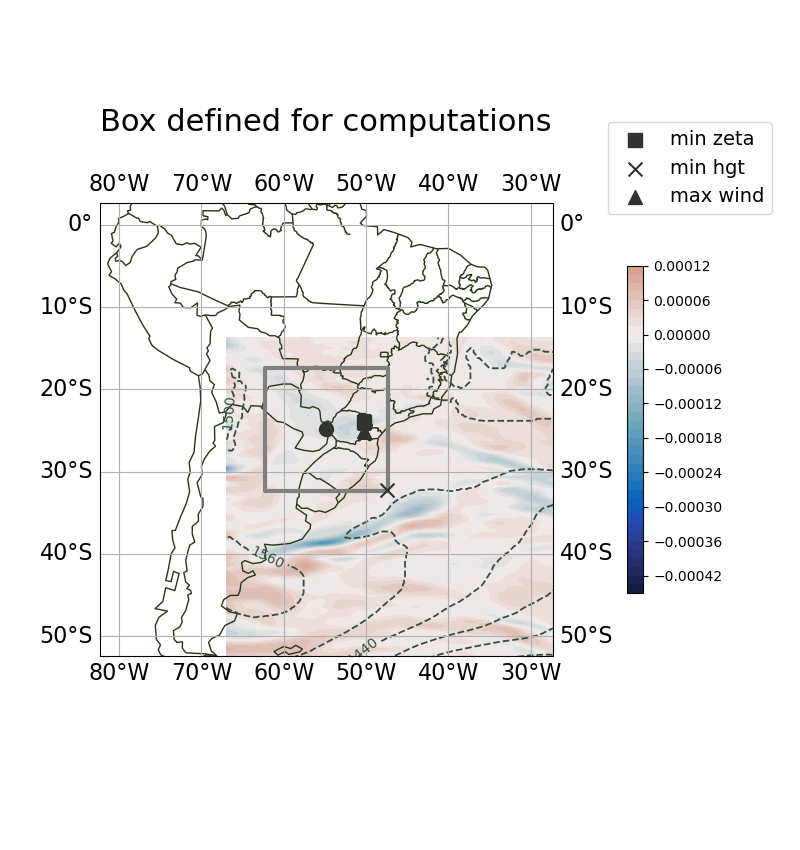 Box defined for computations
min zeta
min hgt
max wind
80°W 70°W 60°W 50°W 40°W 30°W
0° 0°
10°S 10°S
20°S 20°S
30°S 30°S
40°S 40°S
50°S 50°S
80°W 70°W 60°W 50°W 40°W 30°W
1500
1560
440
0.00012
0.00006
0.00000
−0.00006
−0.00012
−0.00018
−0.00024
−0.00030
−0.00036
−0.00042